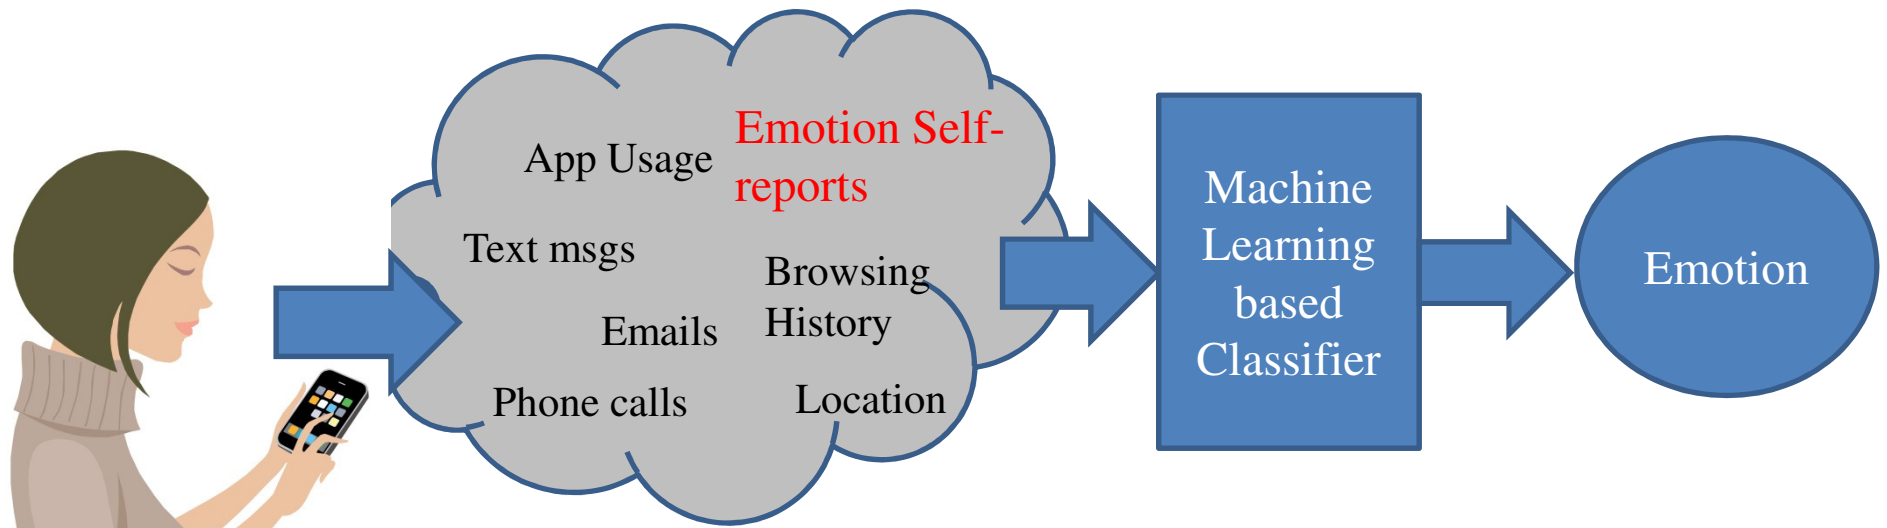 App Usage
Emotion Self-
reports
Text msgs
Browsing
History
Emails
Phone calls
Location
Machine
Learning
based
Classifier
Emotion